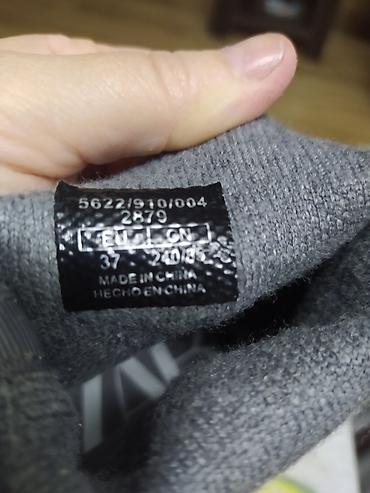 5622/910/004
2879
EU CN
37 240/
MADE IN CHINA
HECHO EN CHINA